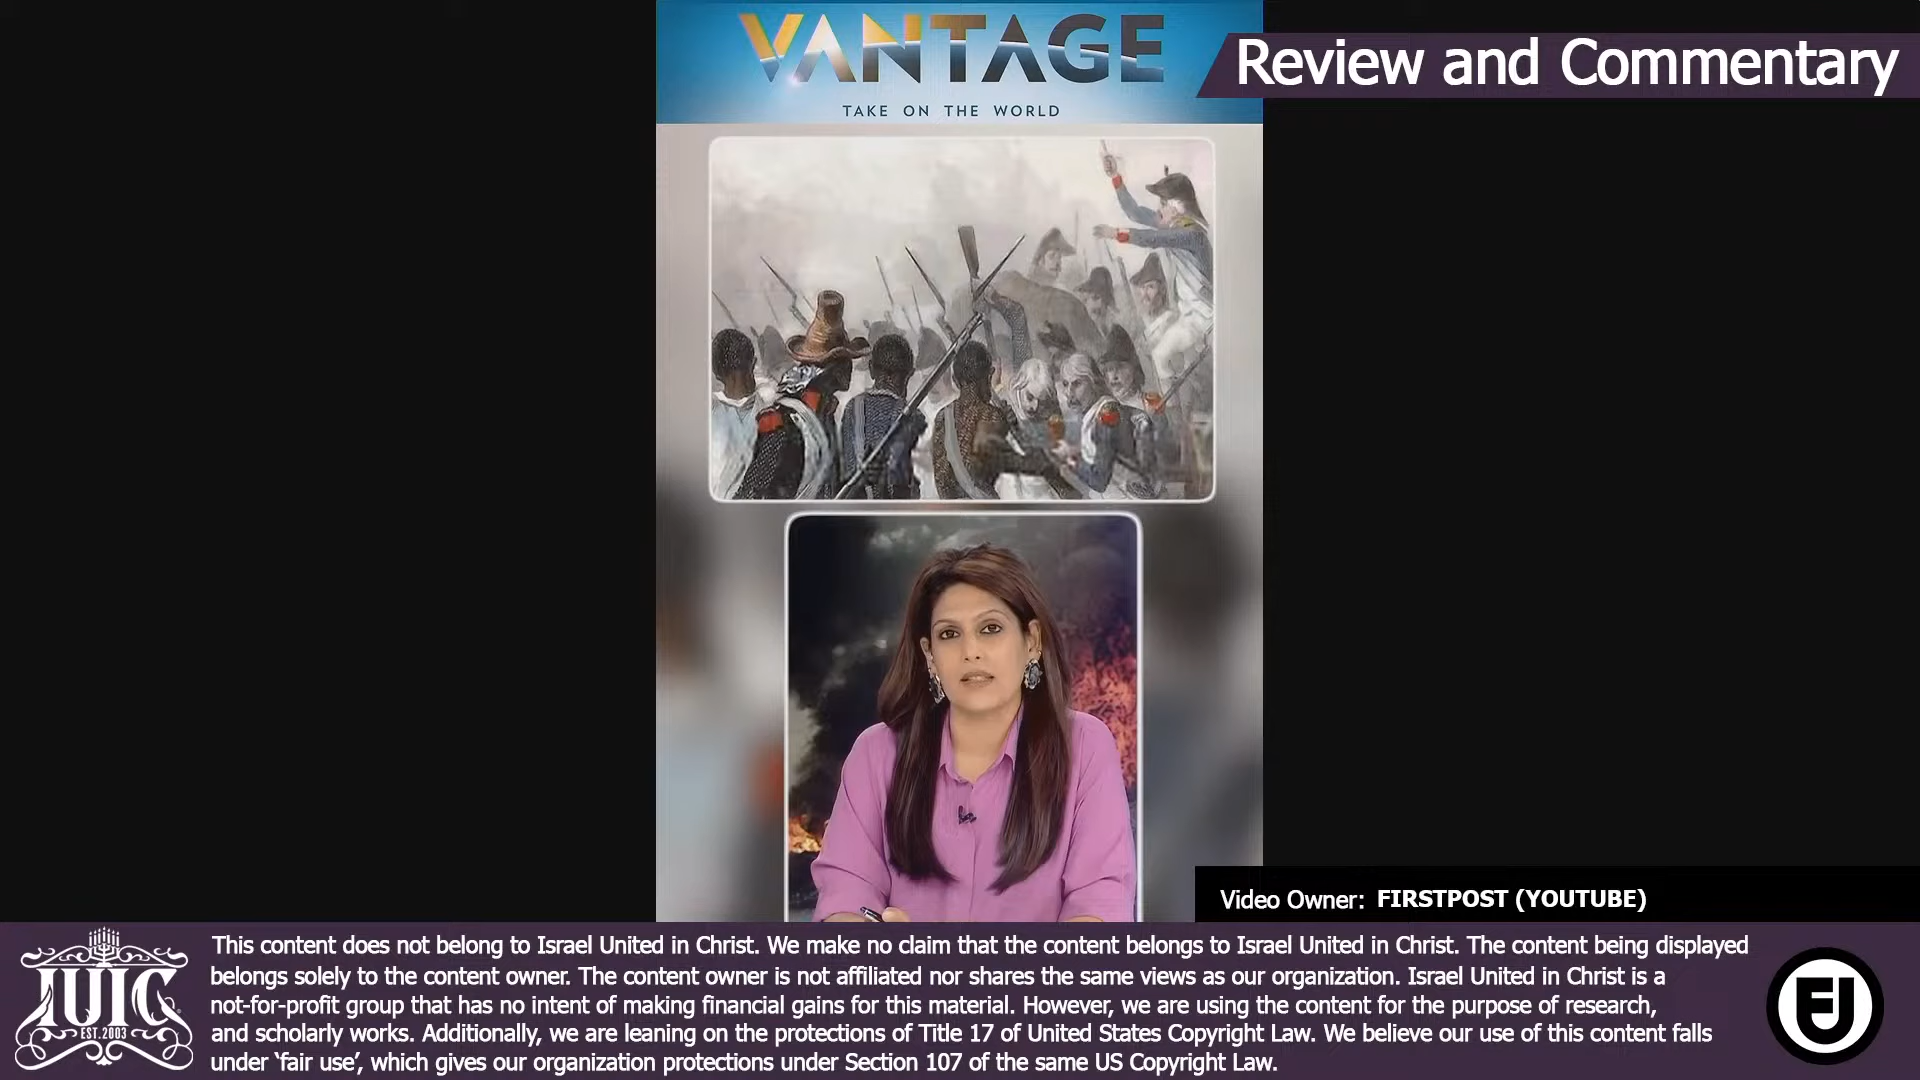 VANTAGE
TAKE ON THE WORLD
Review and Commentary
Video Owner: FIRSTPOST (YOUTUBE)
This content does not belong to Israel United in Christ. We make no claim that the content belongs to Israel United in Christ. The content being displayed
belongs solely to the content owner. The content owner is not affiliated nor shares the same views as our organization. Israel United in Christ is a
not-for-profit group that has no intent of making financial gains for this material. However, we are using the content for the purpose of research,
and scholarly works. Additionally, we are leaning on the protections of Title 17 of United States Copyright Law. We believe our use of this content falls
under ‘fair use’, which gives our organization protections under Section 107 of the same US Copyright Law.
IUIC
EST. 2003